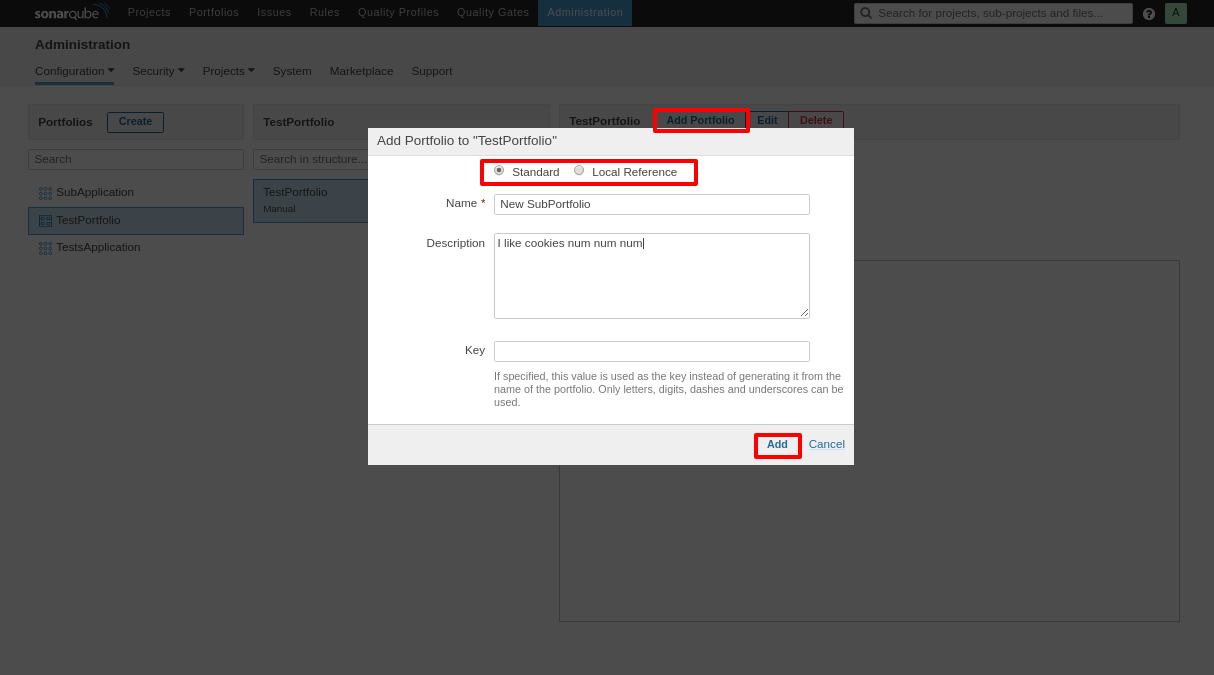 sonarqube Projects Portfolios Issues Rules Quality Profiles Quality Gates Administration Search for projects, sub-projects and files... ? A
Administration
Configuration Security Projects System Marketplace Support
Portfolios Create TestPortfolio TestPortfolio Add Portfolio Edit Delete
Add Portfolio to "TestPortfolio"
Search Search in structure...
Standard Local Reference
SubApplication TestPortfolio
Name * New SubPortfolio
Manual
TestPortfolio
Description I like cookies num num num
TestsApplication
Key
If specified, this value is used as the key instead of generating it from the
name of the portfolio. Only letters, digits, dashes and underscores can be
used.
Add Cancel